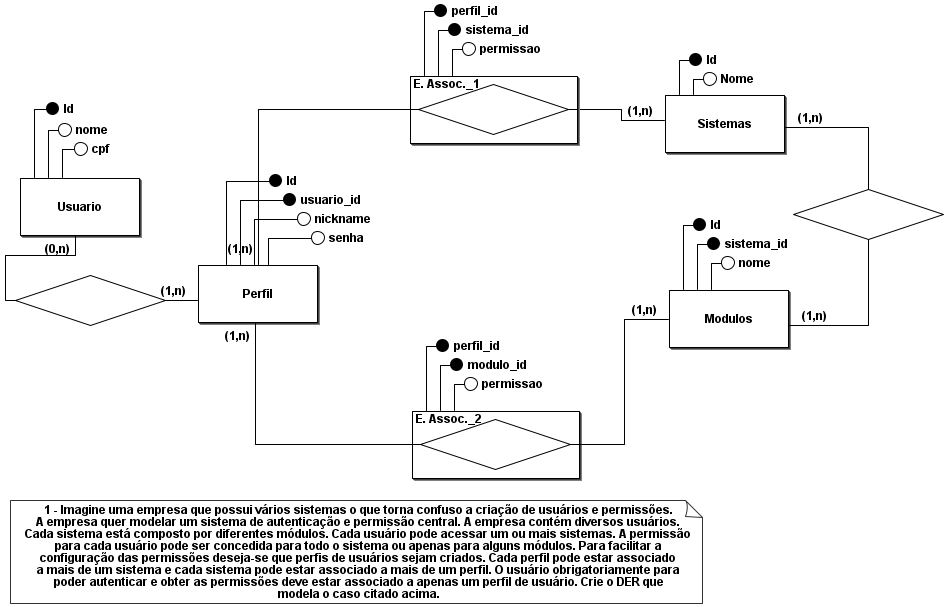 perfil_id
sistema_id
permissao
E. Assoc._1
(1,n)
Id
Nome
Sistemas
(1,n)
Id
nome
cpf
Usuario
(0,n)
(1,n)
Id
usuario_id
nickname
senha
(1,n)
Perfil
(1,n)
Id
sistema_id
nome
Modulos
(1,n)
(1,n)
perfil_id
modulo_id
permissao
E. Assoc._2
1 - Imagine uma empresa que possui vários sistemas o que torna confuso a criação de usuários e permissões.
A empresa quer modelar um sistema de autenticação e permissão central. A empresa contém diversos usuários.
Cada sistema está composto por diferentes módulos. Cada usuário pode acessar um ou mais sistemas. A permissão
para cada usuário pode ser concedida para todo o sistema ou apenas para alguns módulos. Para facilitar a
configuração das permissões deseja-se que perfis de usuários sejam criados. Cada perfil pode estar associado
a mais de um sistema e cada sistema pode estar associado a mais de um perfil. O usuário obrigatoriamente para
poder autenticar e obter as permissões deve estar associado a apenas um perfil de usuário. Crie o DER que
modela o caso citado acima.